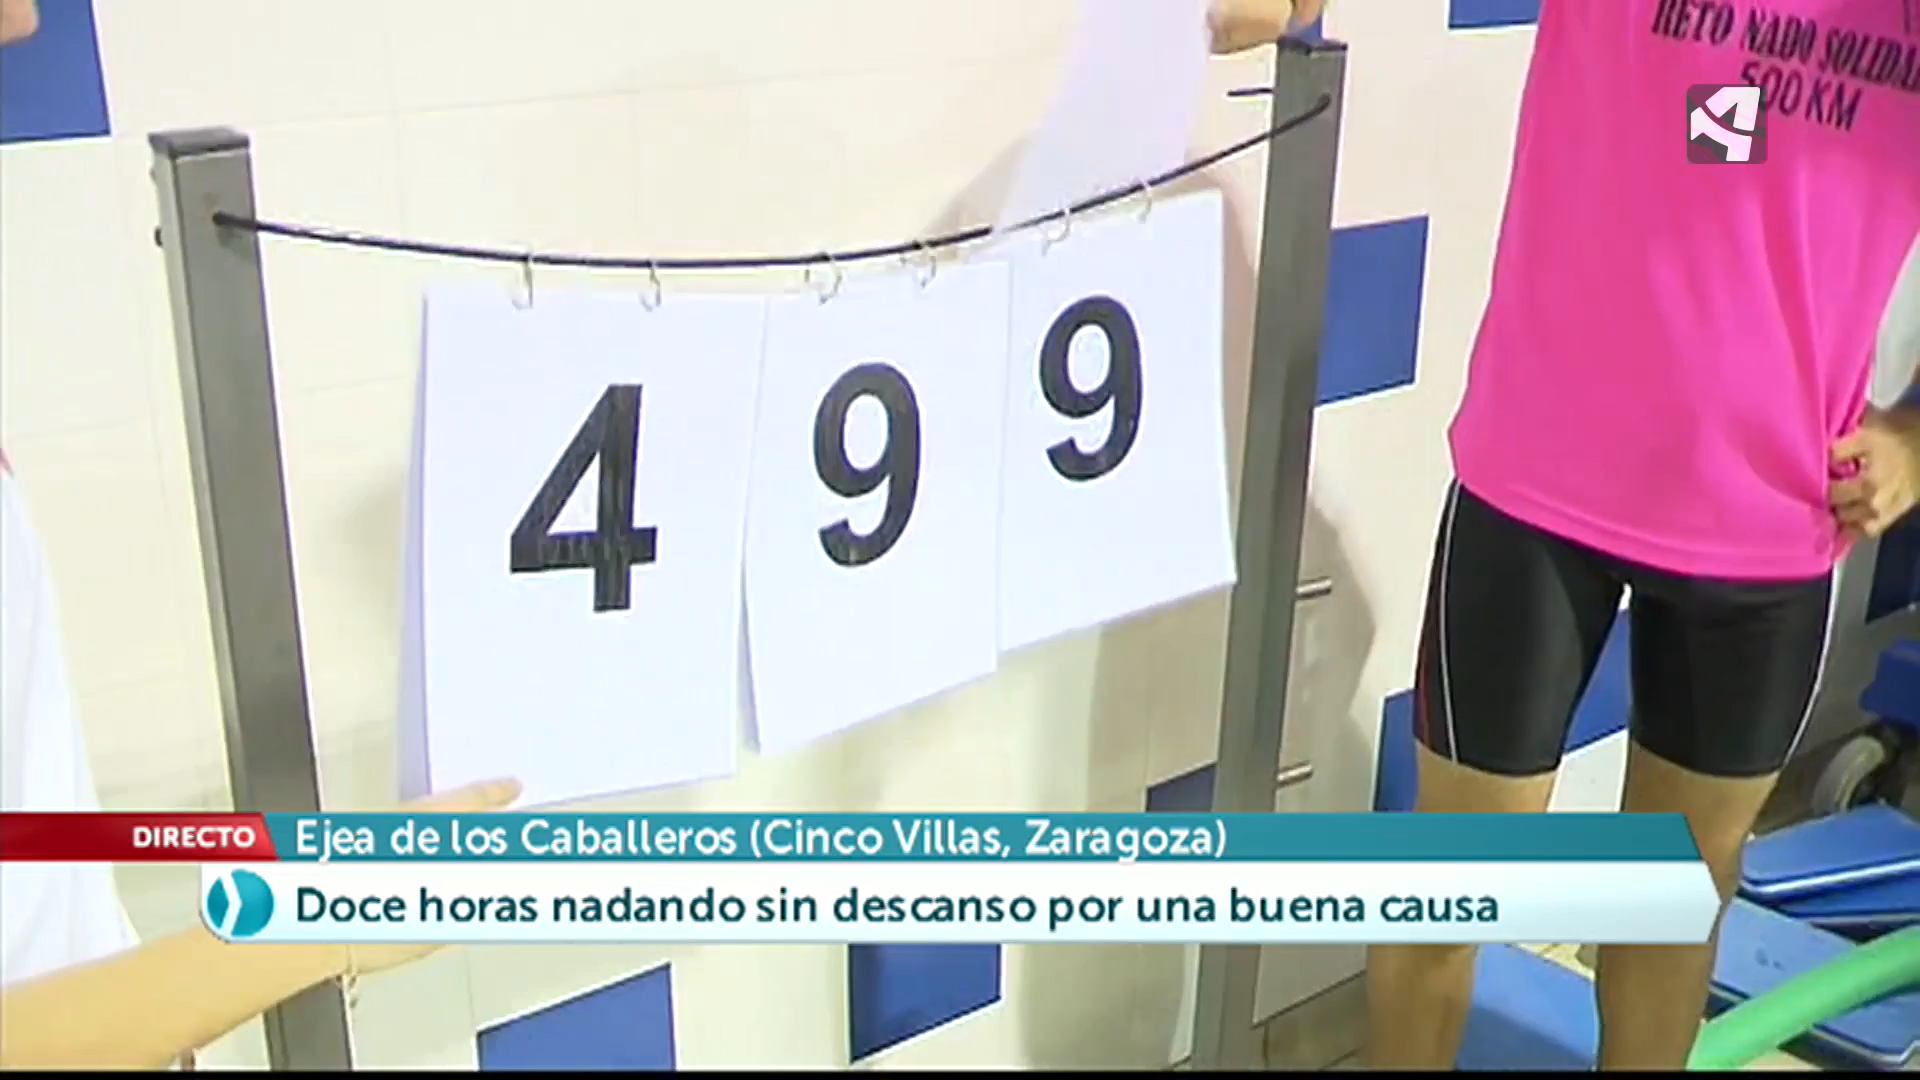 RETO NADO SOLIDA
500 KM
499
DIRECTO
Ejea de los Caballeros (Cinco Villas, Zaragoza)
Doce horas nadando sin descanso por una buena causa